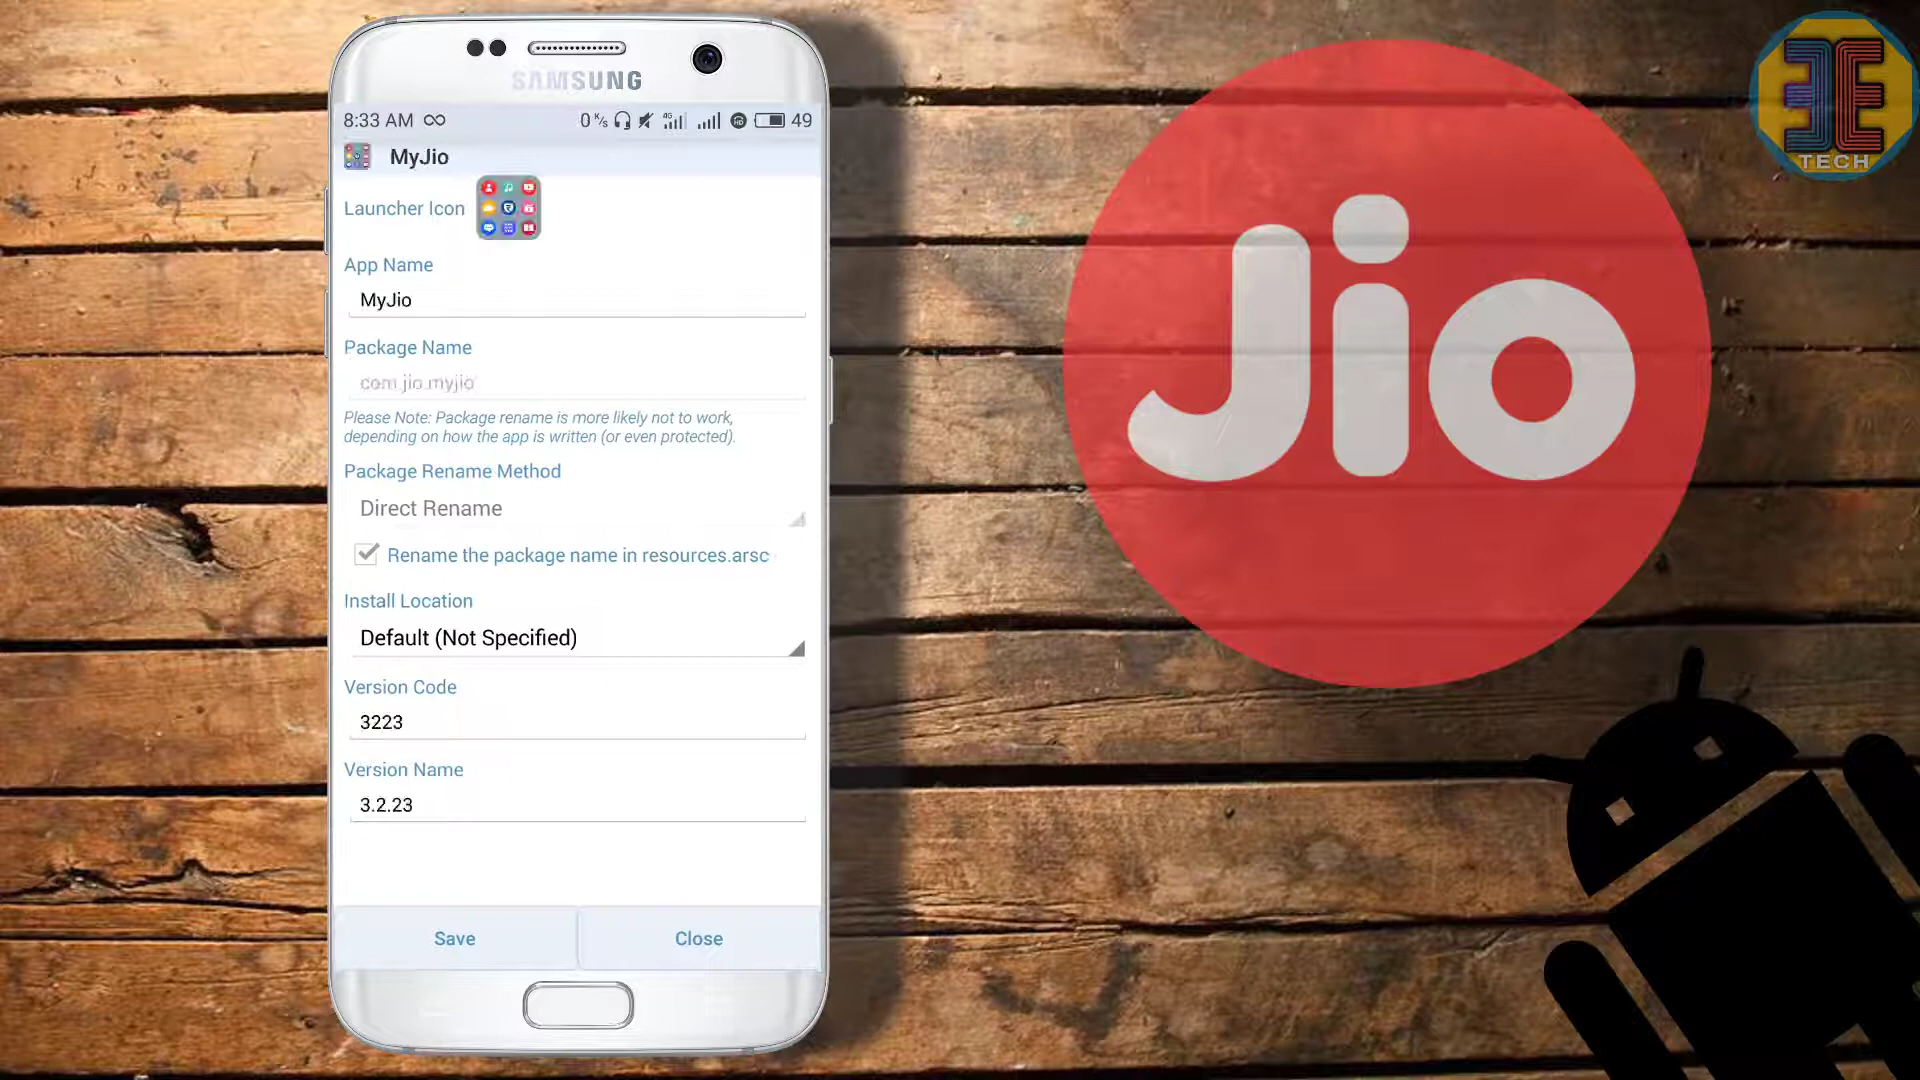 SAMSUNG
8:33 AM
0 K/s 4G HD 49
MyJio
Launcher Icon
App Name
MyJio
Package Name
com.jio.myjio
Please Note: Package rename is more likely not to work,
depending on how the app is written (or even protected).
Package Rename Method
Direct Rename
Rename the package name in resources.arsc
Install Location
Default (Not Specified)
Version Code
3223
Version Name
3.2.23
Save
Close
Jio
TECH